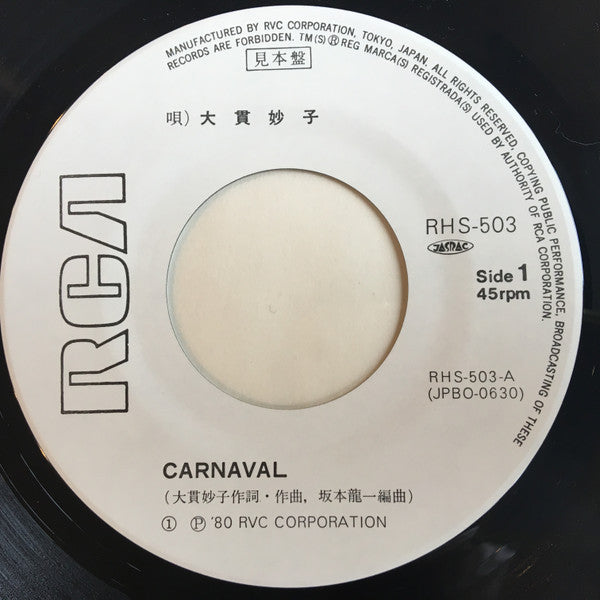 MANUFACTURED BY RVC CORPORATION, TOKYO, JAPAN. ALL RIGHTS RESERVED, COPYING PUBLIC PERFORMANCE, BROADCASTING OF THESE
RECORDS ARE FORBIDDEN. TM(S)Ⓡ REG MARCA(S) REGISTRADA(S) USED BY AUTHORITY OF RCA CORPORATION.
見本盤
唄) 大貫妙子
RCA
RHS-503
JASRAC
Side 1
45rpm
RHS-503-A
(JPBO-0630)
CARNAVAL
(大貫妙子作詞・作曲, 坂本龍一編曲)
① Ⓟ '80 RVC CORPORATION